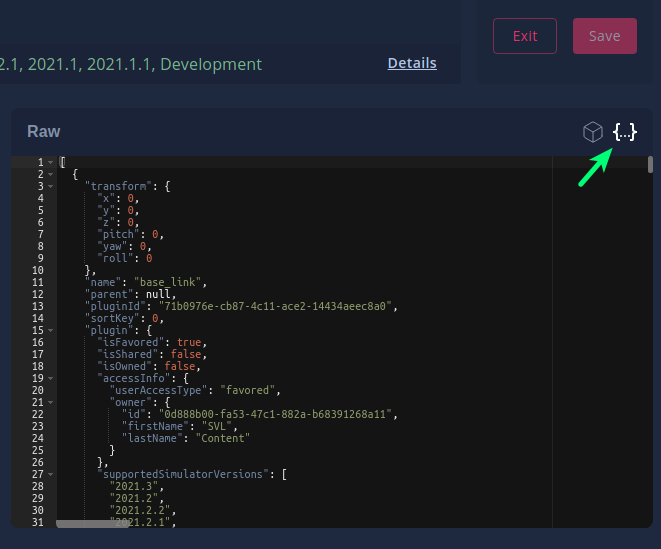 Exit Save
2.1, 2021.1, 2021.1.1, Development Details
Raw {...}
1 [
2 {
3 "transform": {
4 "x": 0,
5 "y": 0,
6 "z": 0,
7 "pitch": 0,
8 "yaw": 0,
9 "roll": 0
10 },
11 "name": "base_link",
12 "parent": null,
13 "pluginId": "71b0976e-cb87-4c11-ace2-14434aeec8a0",
14 "sortKey": 0,
15 "plugin": {
16 "isFavored": true,
17 "isShared": false,
18 "isOwned": false,
19 "accessInfo": {
20 "userAccessType": "favored",
21 "owner": {
22 "id": "0d888b00-fa53-47c1-882a-b68391268a11",
23 "firstName": "SVL",
24 "lastName": "Content"
25 }
26 },
27 "supportedSimulatorVersions": [
28 "2021.3",
29 "2021.2",
30 "2021.2.2",
31 "2021.2.1",